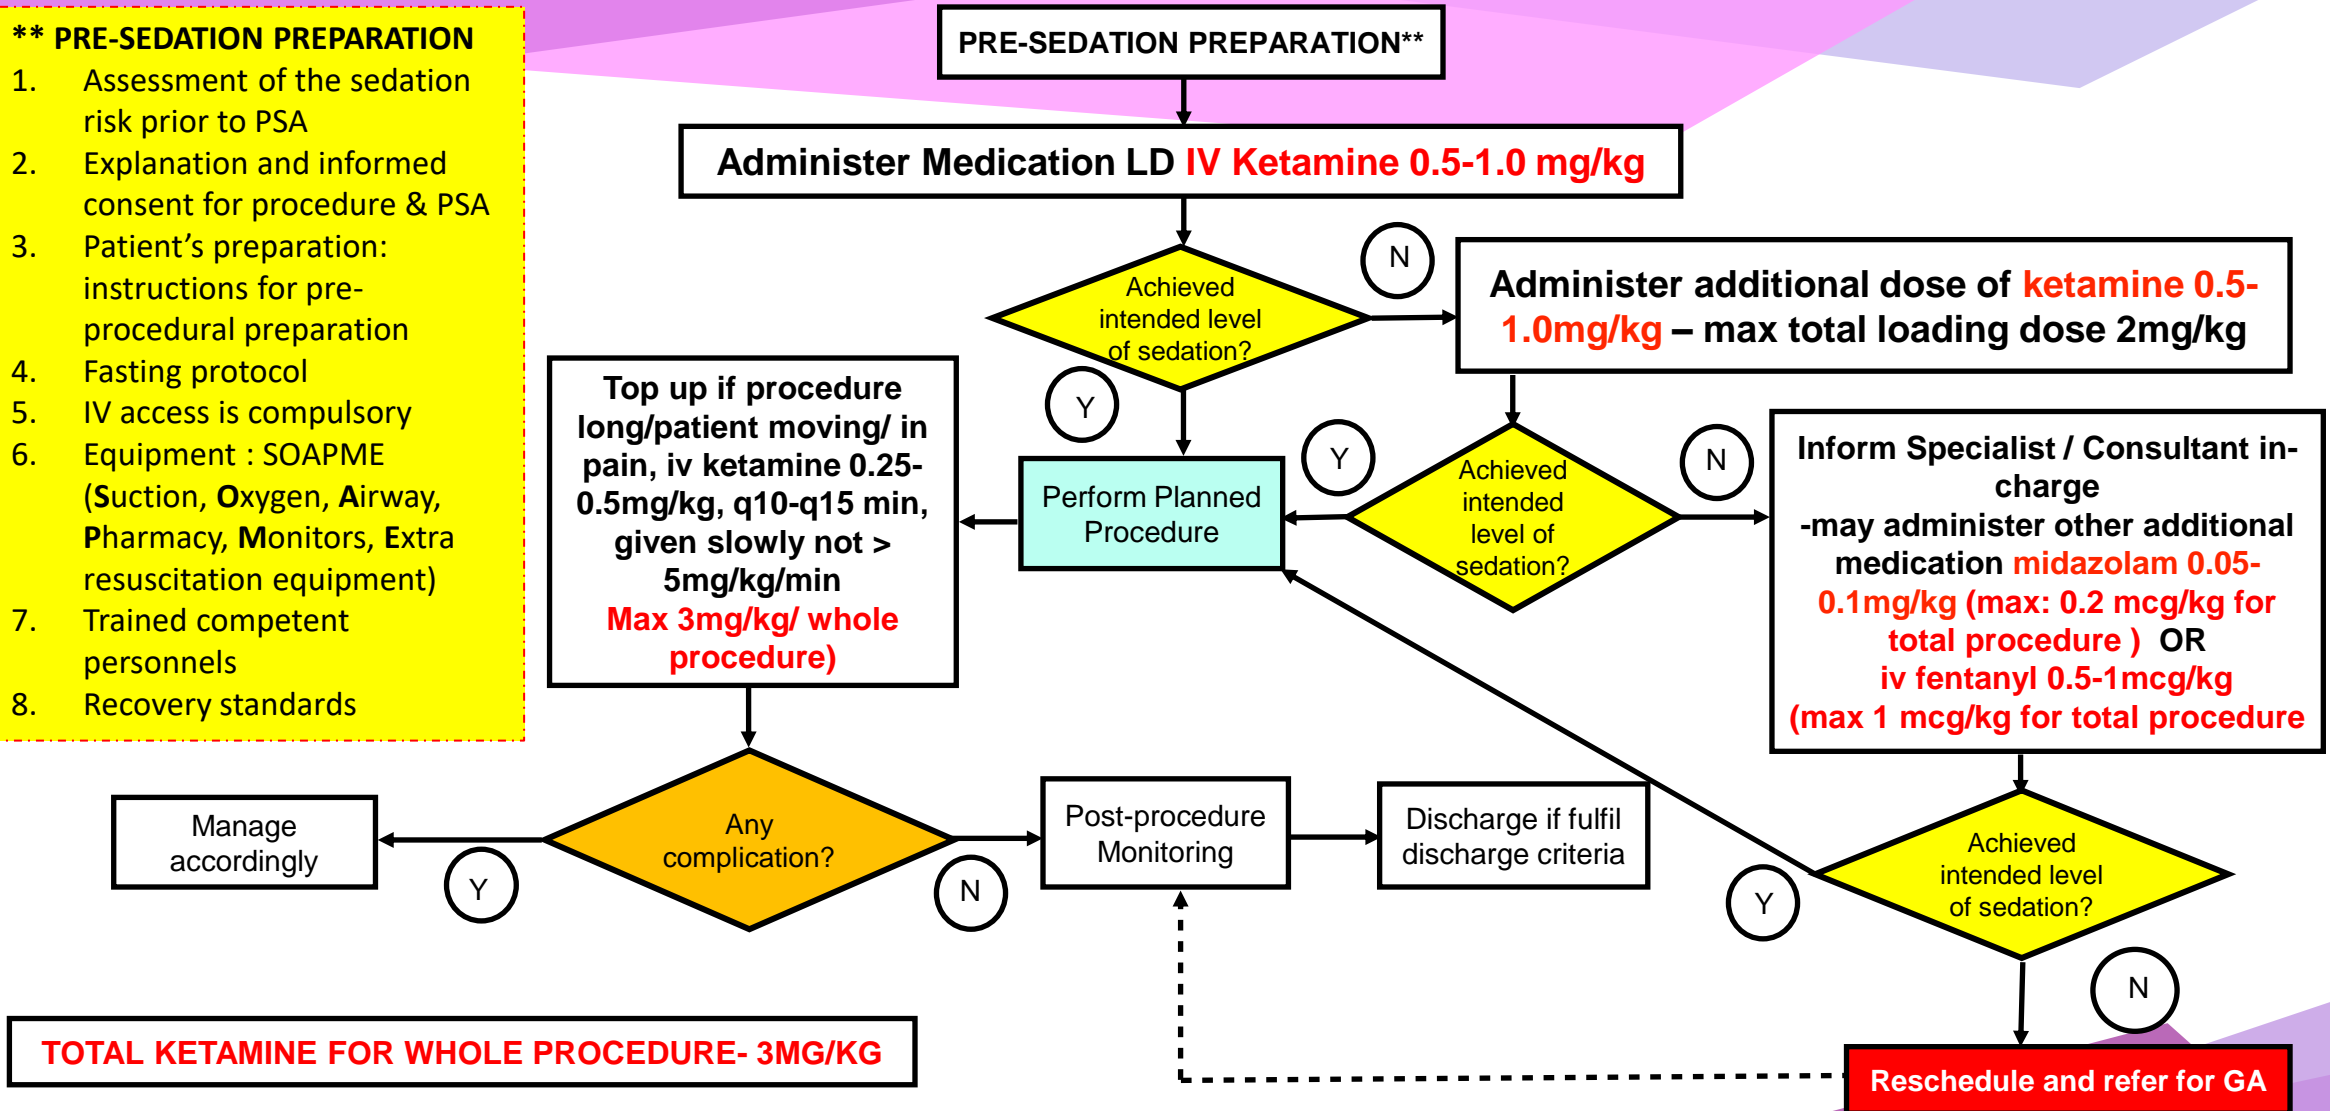 ** PRE-SEDATION PREPARATION
1. Assessment of the sedation
risk prior to PSA
2. Explanation and informed
consent for procedure & PSA
3. Patient’s preparation:
instructions for pre-
procedural preparation
4. Fasting protocol
5. IV access is compulsory
6. Equipment : SOAPME
(Suction, Oxygen, Airway,
Pharmacy, Monitors, Extra
resuscitation equipment)
7. Trained competent
personnels
8. Recovery standards
PRE-SEDATION PREPARATION**
Administer Medication LD IV Ketamine 0.5-1.0 mg/kg
Achieved
intended level
of sedation?
N
Administer additional dose of ketamine 0.5-
1.0mg/kg – max total loading dose 2mg/kg
Y
Achieved
intended
level of
sedation?
Y
N
Inform Specialist / Consultant in-
charge
-may administer other additional
medication midazolam 0.05-
0.1mg/kg (max: 0.2 mcg/kg for
total procedure ) OR
iv fentanyl 0.5-1mcg/kg
(max 1 mcg/kg for total procedure
Perform Planned
Procedure
Top up if procedure
long/patient moving/ in
pain, iv ketamine 0.25-
0.5mg/kg, q10-q15 min,
given slowly not >
5mg/kg/min
Max 3mg/kg/ whole
procedure)
Any
complication?
Y
Manage
accordingly
N
Post-procedure
Monitoring
Discharge if fulfil
discharge criteria
Achieved
intended level
of sedation?
Y
N
Reschedule and refer for GA
TOTAL KETAMINE FOR WHOLE PROCEDURE- 3MG/KG